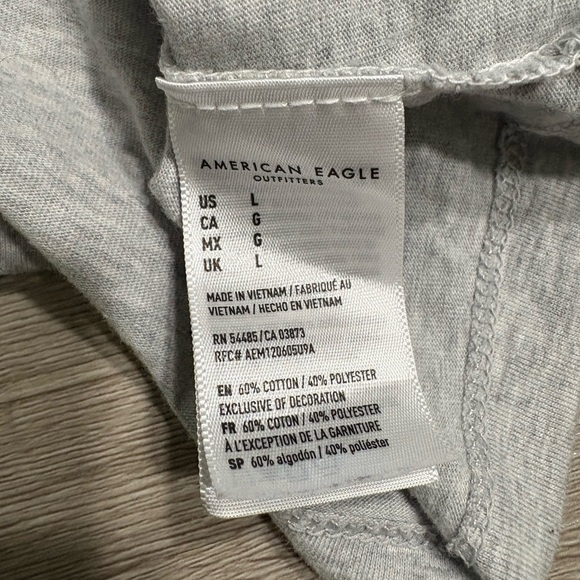 AMERICAN EAGLE
OUTFITTERS
US L
CA G
MX G
UK L
MADE IN VIETNAM / FABRIQUÉ AU
VIETNAM / HECHO EN VIETNAM
RN 54485/CA 03873
RFC# AEM120605U9A
EN 60% COTTON / 40% POLYESTER
EXCLUSIVE OF DECORATION
FR 60% COTON / 40% POLYESTER
À L'EXCEPTION DE LA GARNITURE
SP 60% algodón / 40% poliéster